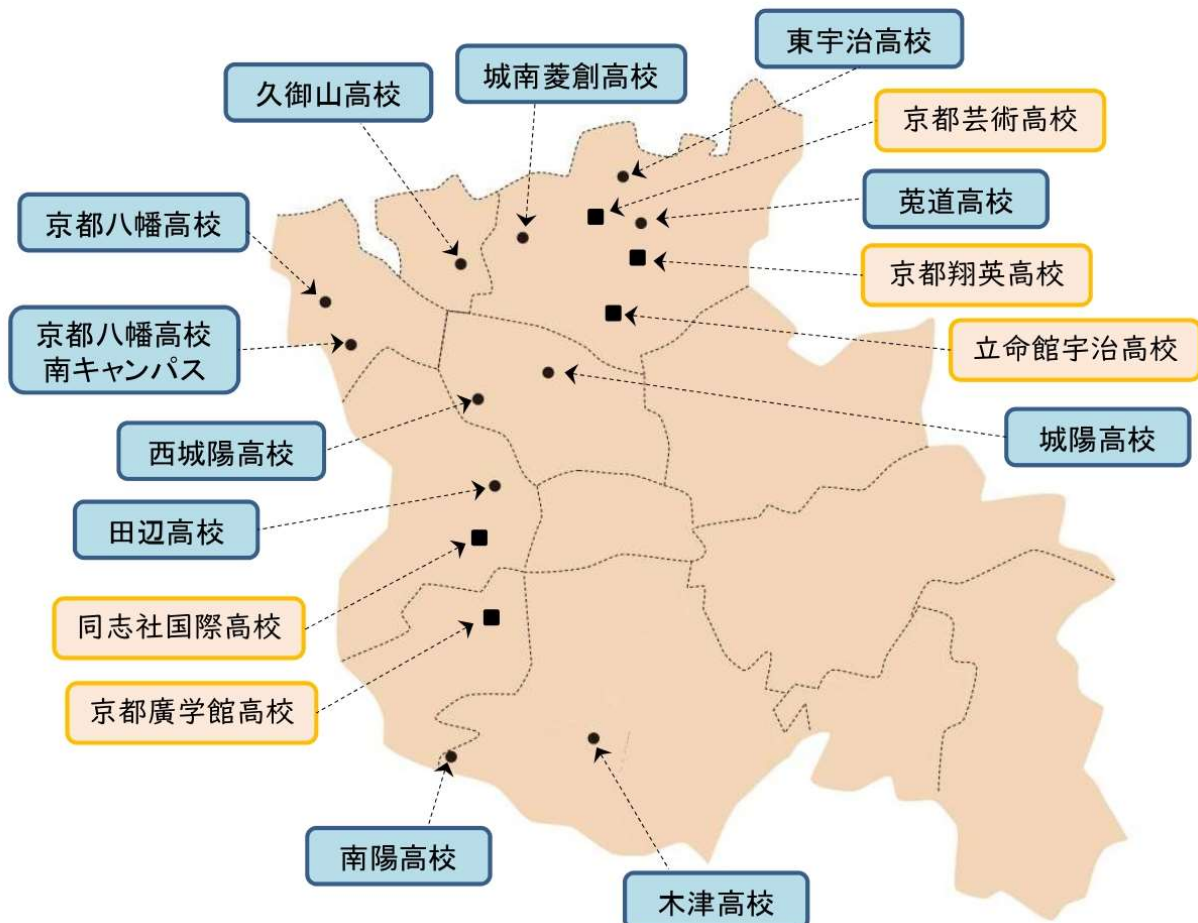 東宇治高校
城南菱創高校
久御山高校
京都芸術高校
莵道高校
京都八幡高校
京都翔英高校
京都八幡高校
南キャンパス
立命館宇治高校
西城陽高校
城陽高校
田辺高校
同志社国際高校
京都廣学館高校
南陽高校
木津高校